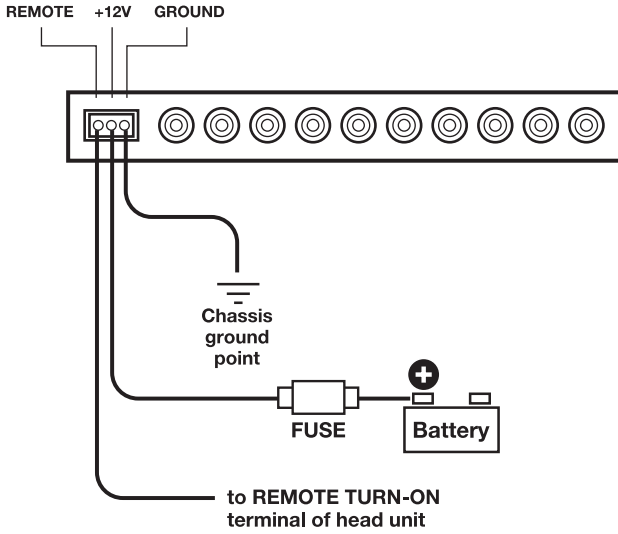 REMOTE +12V GROUND
Chassis
ground
point
+
FUSE
Battery
to REMOTE TURN-ON
terminal of head unit